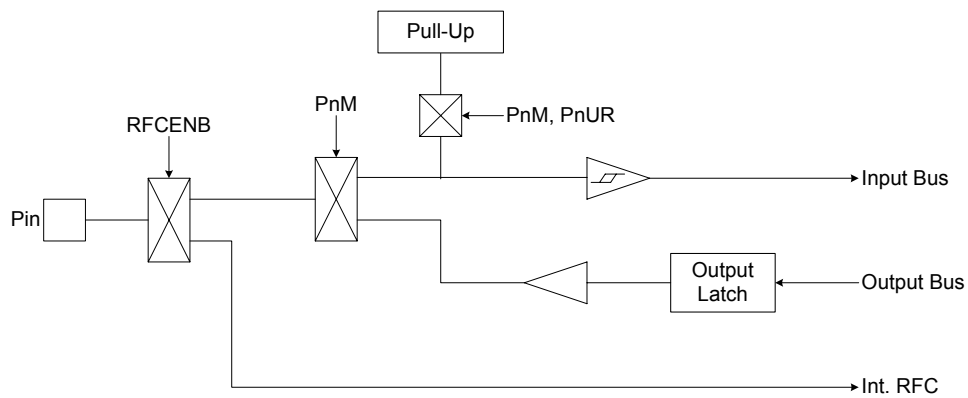 Pull-Up
PnM
PnM, PnUR
RFCENB
Input Bus
Pin
Output
Latch
Output Bus
Int. RFC